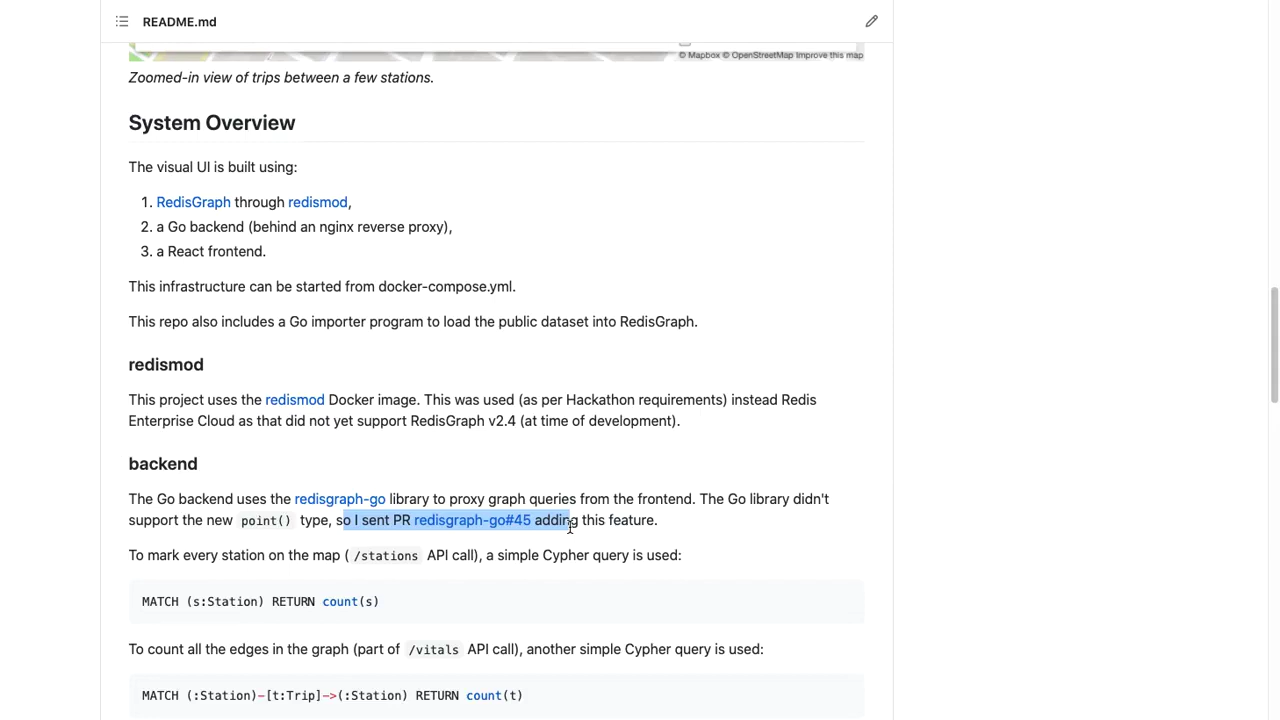 README.md
© Mapbox © OpenStreetMap Improve this map
Zoomed-in view of trips between a few stations.
System Overview
The visual UI is built using:
1. RedisGraph through redismod,
2. a Go backend (behind an nginx reverse proxy),
3. a React frontend.
This infrastructure can be started from docker-compose.yml.
This repo also includes a Go importer program to load the public dataset into RedisGraph.
redismod
This project uses the redismod Docker image. This was used (as per Hackathon requirements) instead Redis
Enterprise Cloud as that did not yet support RedisGraph v2.4 (at time of development).
backend
The Go backend uses the redisgraph-go library to proxy graph queries from the frontend. The Go library didn't
support the new point() type, so I sent PR redisgraph-go#45 adding this feature.
To mark every station on the map ( /stations API call), a simple Cypher query is used:
MATCH (s:Station) RETURN count(s)
To count all the edges in the graph (part of /vitals API call), another simple Cypher query is used:
MATCH (:Station)-[t:Trip]->(:Station) RETURN count(t)